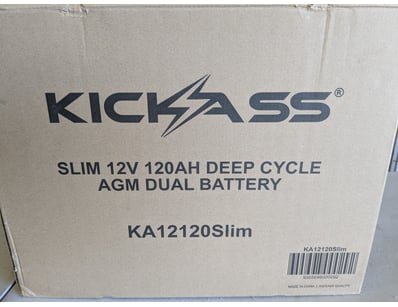 KICKASS®
SLIM 12V 120AH DEEP CYCLE
AGM DUAL BATTERY
KA12120Slim
KA12120Slim